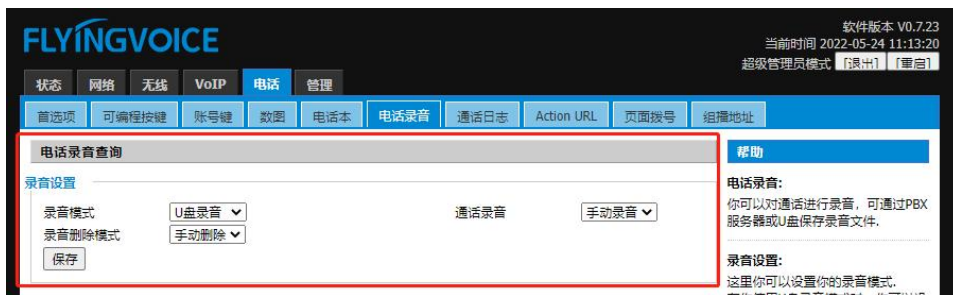 FLYINGVOICE
软件版本 V0.7.23
当前时间 2022-05-24 11:13:20
超级管理员模式 [退出] [重启]
状态 网络 无线 VoIP 电话 管理
首选项 可编程按键 账号键 数图 电话本 电话录音 通话日志 Action URL 页面拨号 组播地址
电话录音查询
录音设置
录音模式 U盘录音 通话录音 手动录音
录音删除模式 手动删除
保存
帮助
电话录音:
你可以对通话进行录音，可通过PBX
服务器或U盘保存录音文件.
录音设置:
这里你可以设置你的录音模式.